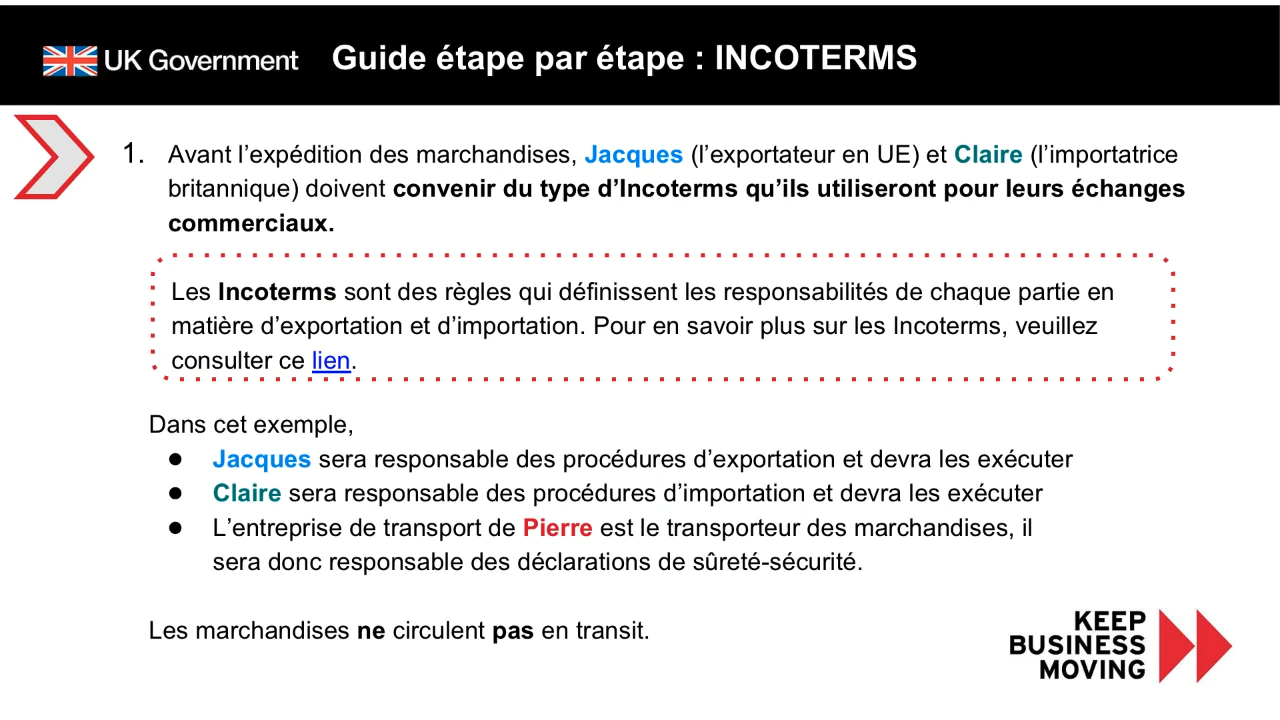 UK Government
Guide étape par étape : INCOTERMS
1. Avant l’expédition des marchandises, Jacques (l’exportateur en UE) et Claire (l’importatrice
britannique) doivent convenir du type d’Incoterms qu’ils utiliseront pour leurs échanges
commerciaux.
Les Incoterms sont des règles qui définissent les responsabilités de chaque partie en
matière d’exportation et d’importation. Pour en savoir plus sur les Incoterms, veuillez
consulter ce lien.
Dans cet exemple,
● Jacques sera responsable des procédures d’exportation et devra les exécuter
● Claire sera responsable des procédures d’importation et devra les exécuter
● L’entreprise de transport de Pierre est le transporteur des marchandises, il
sera donc responsable des déclarations de sûreté-sécurité.
Les marchandises ne circulent pas en transit.
KEEP
BUSINESS
MOVING